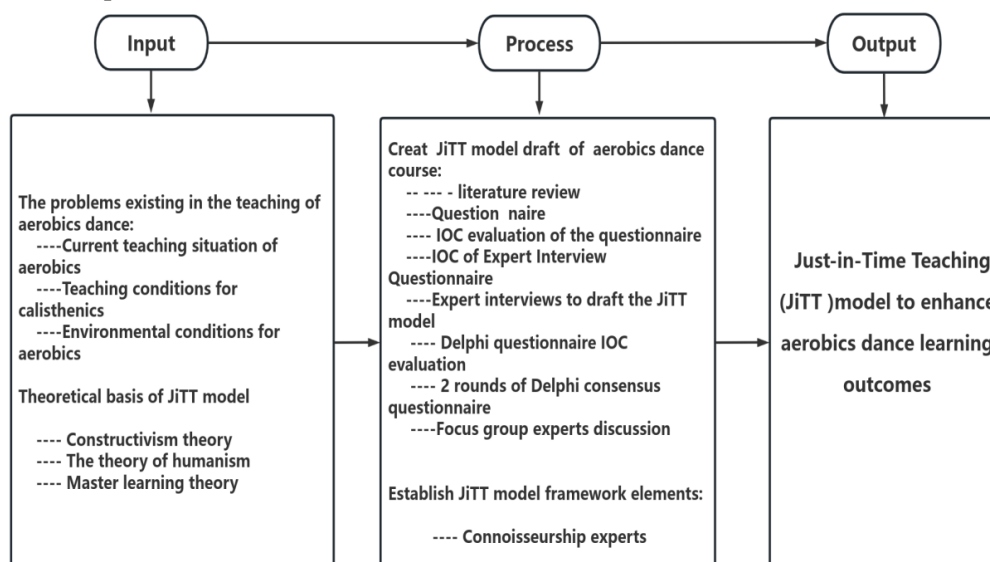 Input
Process
Output
The problems existing in the teaching of
aerobics dance:
----Current teaching situation of
aerobics
----Teaching conditions for
calisthenics
----Environmental conditions for
aerobics
Theoretical basis of JiTT model
---- Constructivism theory
---- The theory of humanism
---- Master learning theory
Creat JiTT model draft of aerobics dance
course:
-- --- - literature review
----Question naire
---- IOC evaluation of the questionnaire
----IOC of Expert Interview
Questionnaire
----Expert interviews to draft the JiTT
model
---- Delphi questionnaire IOC
evaluation
---- 2 rounds of Delphi consensus
questionnaire
----Focus group experts discussion
Establish JiTT model framework elements:
---- Connoisseurship experts
Just-in-Time Teaching
(JiTT )model to enhance
aerobics dance learning
outcomes